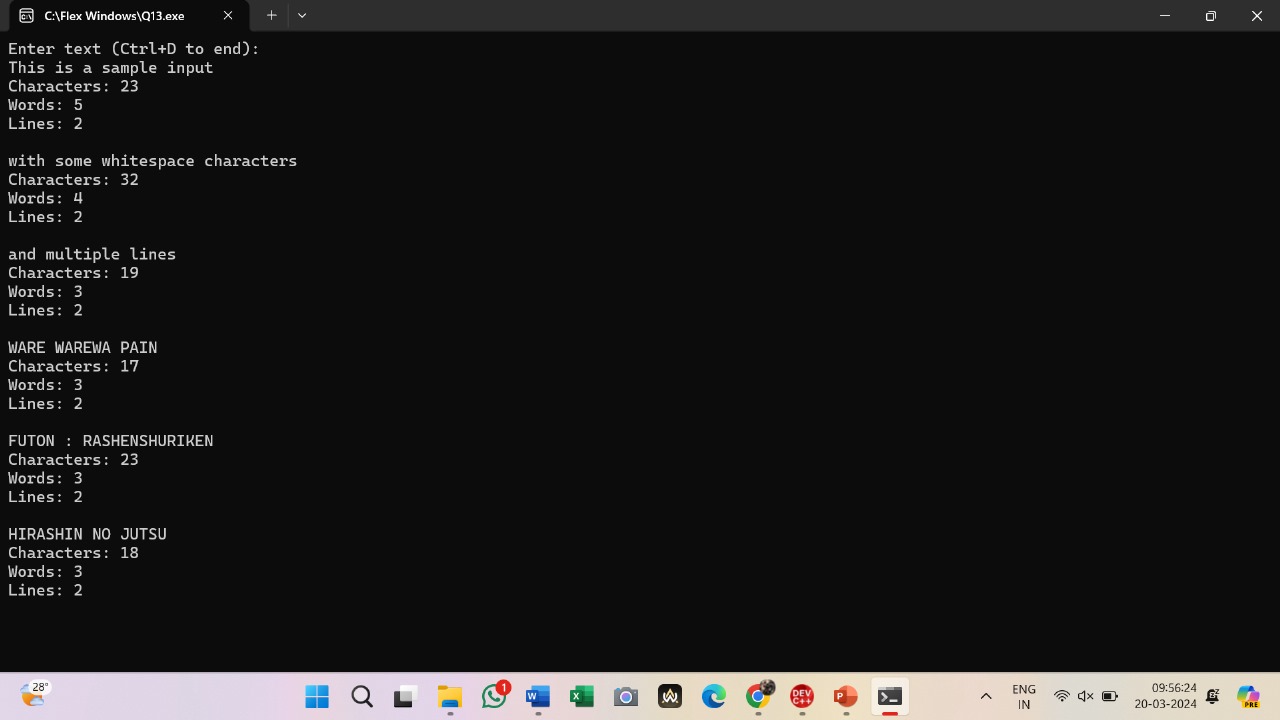 C:\Flex Windows\Q13.exe
Enter text (Ctrl+D to end):
This is a sample input
Characters: 23
Words: 5
Lines: 2
with some whitespace characters
Characters: 32
Words: 4
Lines: 2
and multiple lines
Characters: 19
Words: 3
Lines: 2
WARE WAREWA PAIN
Characters: 17
Words: 3
Lines: 2
FUTON : RASHENSHURIKEN
Characters: 23
Words: 3
Lines: 2
HIRASHIN NO JUTSU
Characters: 18
Words: 3
Lines: 2
28°
1
W
X
DEV C++
P
PRE
ENG
IN
09:56:24
20-03-2024